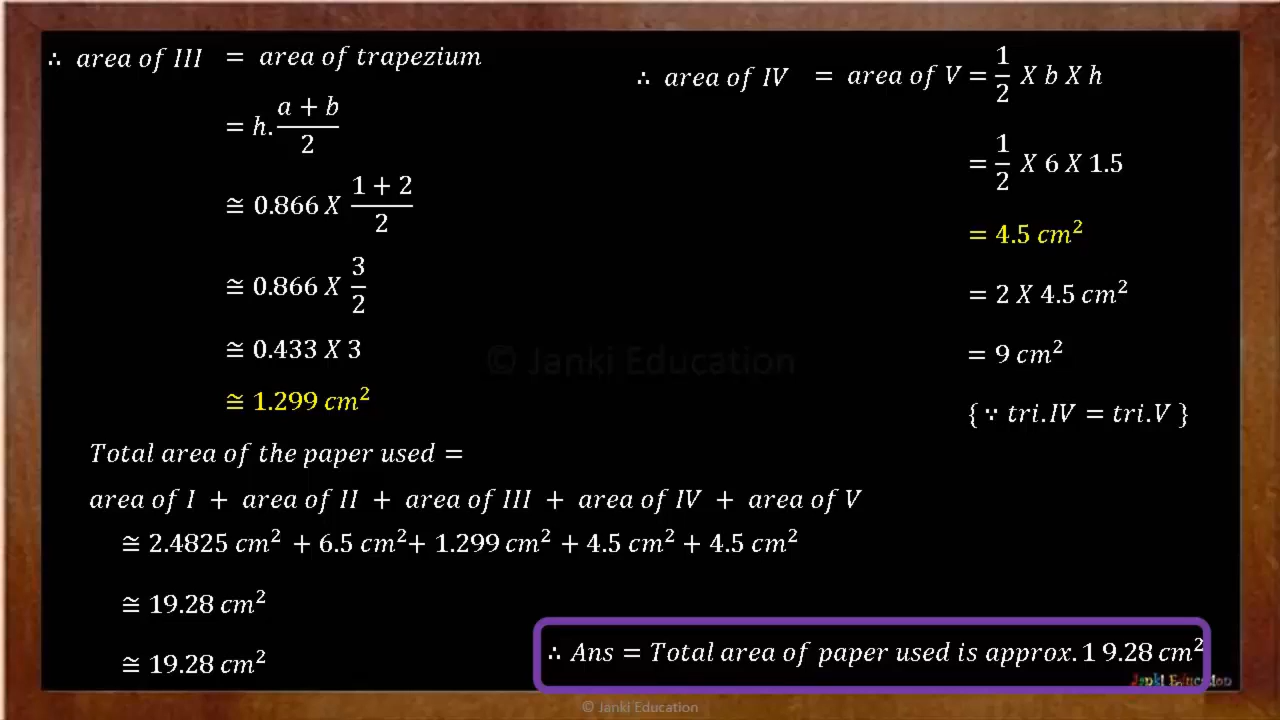 ∴ area of III = area of trapezium
= h. (a + b)/2
≅ 0.866 X (1 + 2)/2
≅ 0.866 X 3/2
≅ 0.433 X 3
≅ 1.299 cm²
∴ area of IV = area of V = 1/2 X b X h
= 1/2 X 6 X 1.5
= 4.5 cm²
= 2 X 4.5 cm²
= 9 cm²
{ ∵ tri.IV = tri.V }
© Janki Education
Total area of the paper used =
area of I + area of II + area of III + area of IV + area of V
≅ 2.4825 cm² + 6.5 cm²+ 1.299 cm² + 4.5 cm² + 4.5 cm²
≅ 19.28 cm²
≅ 19.28 cm²
∴ Ans = Total area of paper used is approx. 1 9.28 cm²
Janki Education
© Janki Education